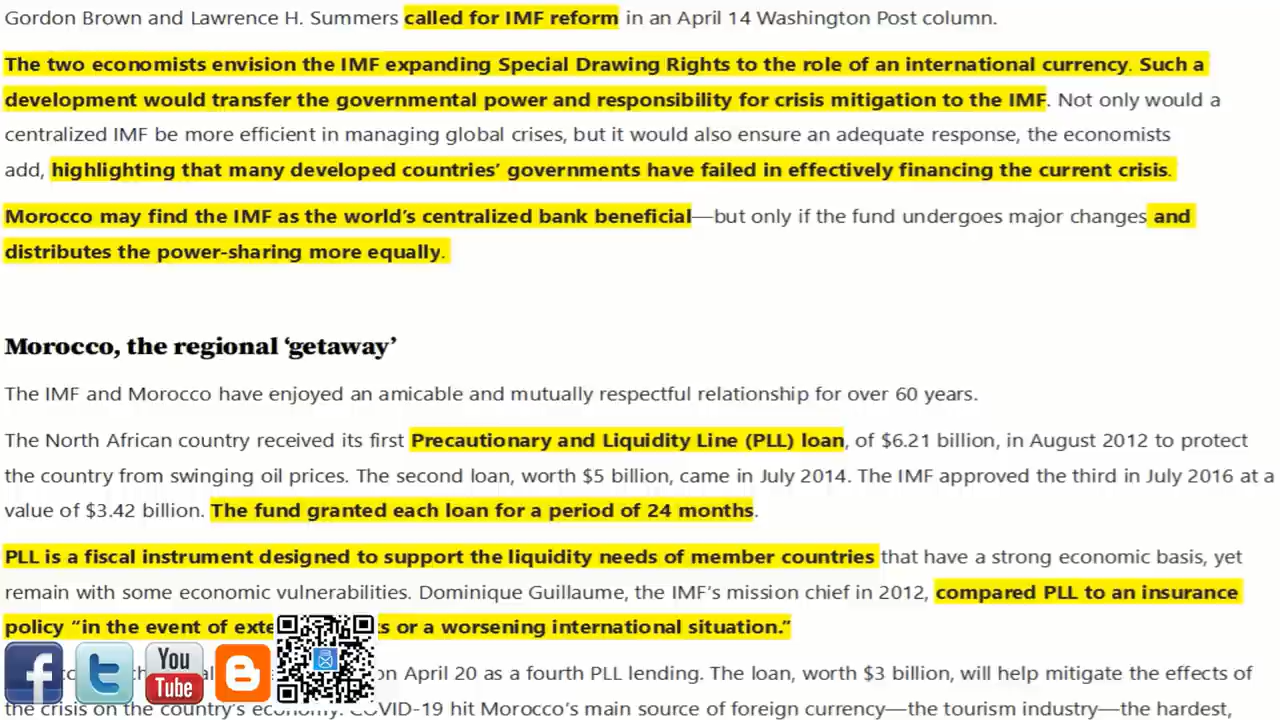 Gordon Brown and Lawrence H. Summers called for IMF reform in an April 14 Washington Post column.
The two economists envision the IMF expanding Special Drawing Rights to the role of an international currency. Such a
development would transfer the governmental power and responsibility for crisis mitigation to the IMF. Not only would a
centralized IMF be more efficient in managing global crises, but it would also ensure an adequate response, the economists
add, highlighting that many developed countries’ governments have failed in effectively financing the current crisis.
Morocco may find the IMF as the world’s centralized bank beneficial—but only if the fund undergoes major changes and
distributes the power-sharing more equally.
Morocco, the regional ‘getaway’
The IMF and Morocco have enjoyed an amicable and mutually respectful relationship for over 60 years.
The North African country received its first Precautionary and Liquidity Line (PLL) loan, of $6.21 billion, in August 2012 to protect
the country from swinging oil prices. The second loan, worth $5 billion, came in July 2014. The IMF approved the third in July 2016 at a
value of $3.42 billion. The fund granted each loan for a period of 24 months.
PLL is a fiscal instrument designed to support the liquidity needs of member countries that have a strong economic basis, yet
remain with some economic vulnerabilities. Dominique Guillaume, the IMF’s mission chief in 2012, compared PLL to an insurance
policy “in the event of or a worsening international situation.”
on April 20 as a fourth PLL lending. The loan, worth $3 billion, will help mitigate the effects of
the crisis on the country’s economy. COVID-19 hit Morocco’s main source of foreign currency—the tourism industry—the hardest,
You
Tube